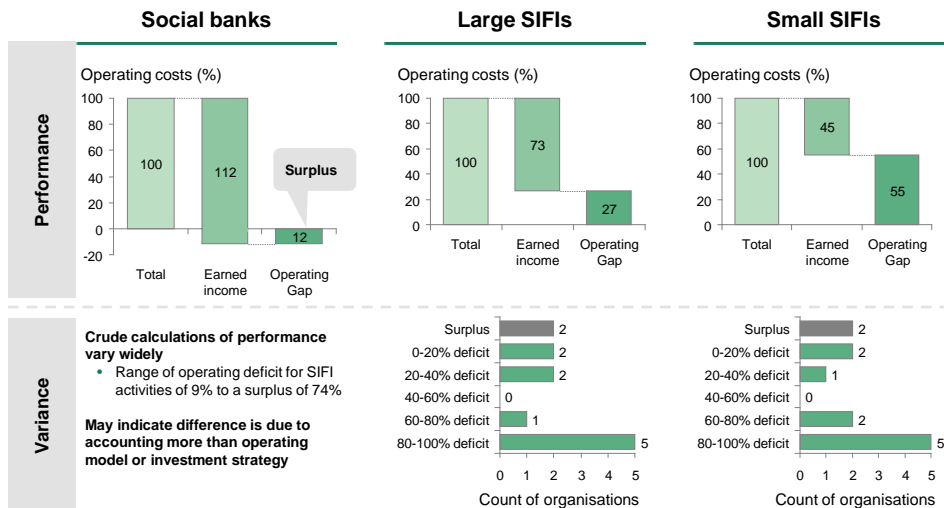 Social banks
Large SIFIs
Small SIFIs
Performance
Operating costs (%)
100
80
60
40
20
0
-20
100
112
12
Surplus
Total
Earned
income
Operating
Gap
Operating costs (%)
100
80
60
40
20
0
100
73
27
Total
Earned
income
Operating
Gap
Operating costs (%)
100
80
60
40
20
0
100
45
55
Total
Earned
income
Operating
Gap
Variance
Crude calculations of performance
vary widely
• Range of operating deficit for SIFI
activities of 9% to a surplus of 74%
May indicate difference is due to
accounting more than operating
model or investment strategy
Surplus 2
0-20% deficit 2
20-40% deficit 2
40-60% deficit 0
60-80% deficit 1
80-100% deficit 5
0 1 2 3 4 5
Count of organisations
Surplus 2
0-20% deficit 2
20-40% deficit 1
40-60% deficit 0
60-80% deficit 2
80-100% deficit 5
0 1 2 3 4 5
Count of organisations